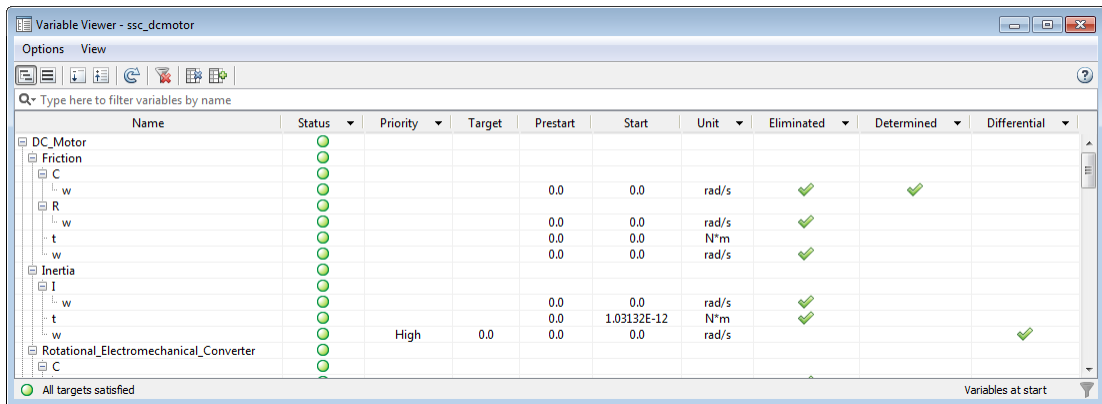 Variable Viewer - ssc_dcmotor
Options View
Type here to filter variables by name
Name Status Priority Target Prestart Start Unit Eliminated Determined Differential
DC_Motor
Friction
C
w 0.0 0.0 rad/s
R
w 0.0 0.0 rad/s
t 0.0 0.0 N*m
w 0.0 0.0 rad/s
Inertia
I
w 0.0 0.0 rad/s
t 0.0 1.03132E-12 N*m
w High 0.0 0.0 0.0 rad/s
Rotational_Electromechanical_Converter
C
All targets satisfied Variables at start